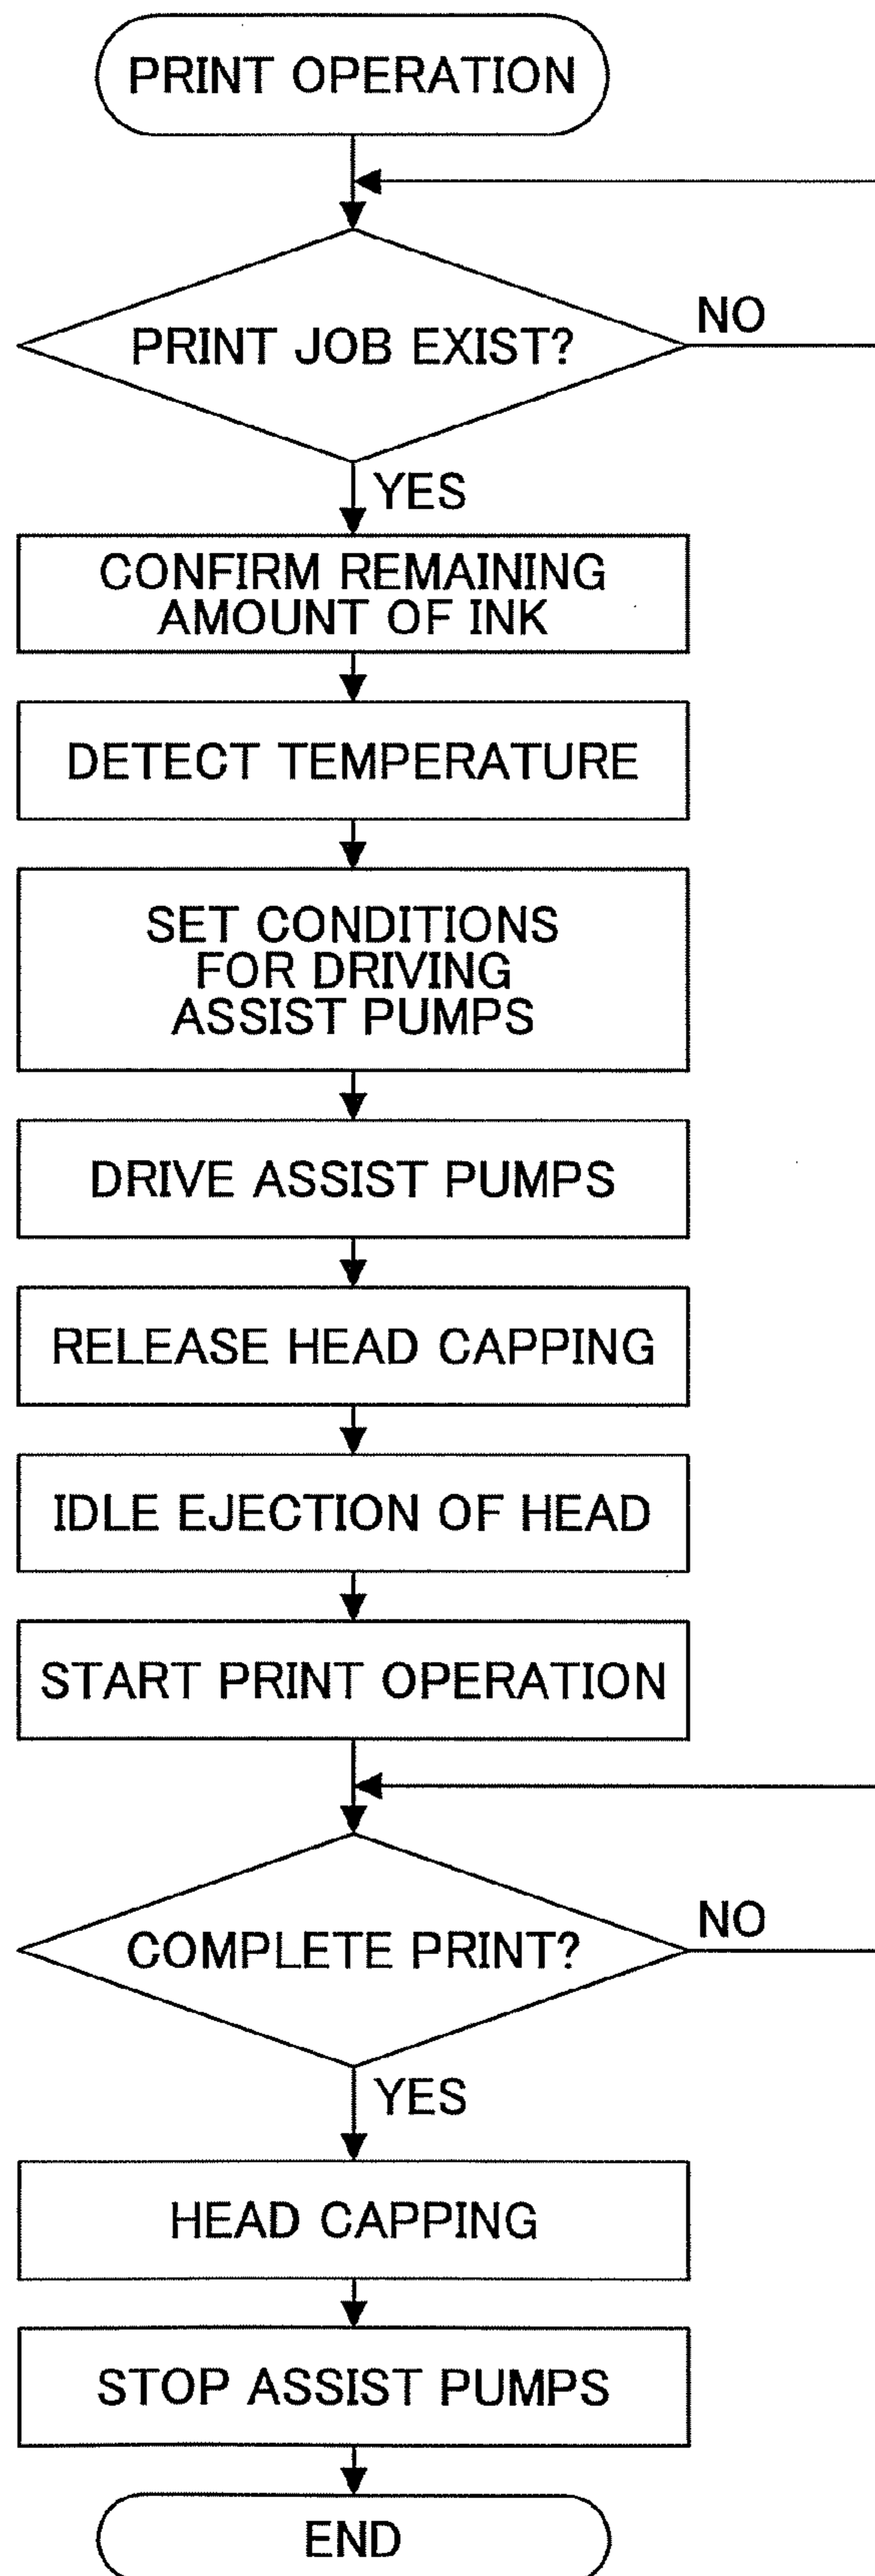 PRINT OPERATION
PRINT JOB EXIST?
NO
YES
CONFIRM REMAINING
AMOUNT OF INK
DETECT TEMPERATURE
SET CONDITIONS
FOR DRIVING
ASSIST PUMPS
DRIVE ASSIST PUMPS
RELEASE HEAD CAPPING
IDLE EJECTION OF HEAD
START PRINT OPERATION
COMPLETE PRINT?
NO
YES
HEAD CAPPING
STOP ASSIST PUMPS
END